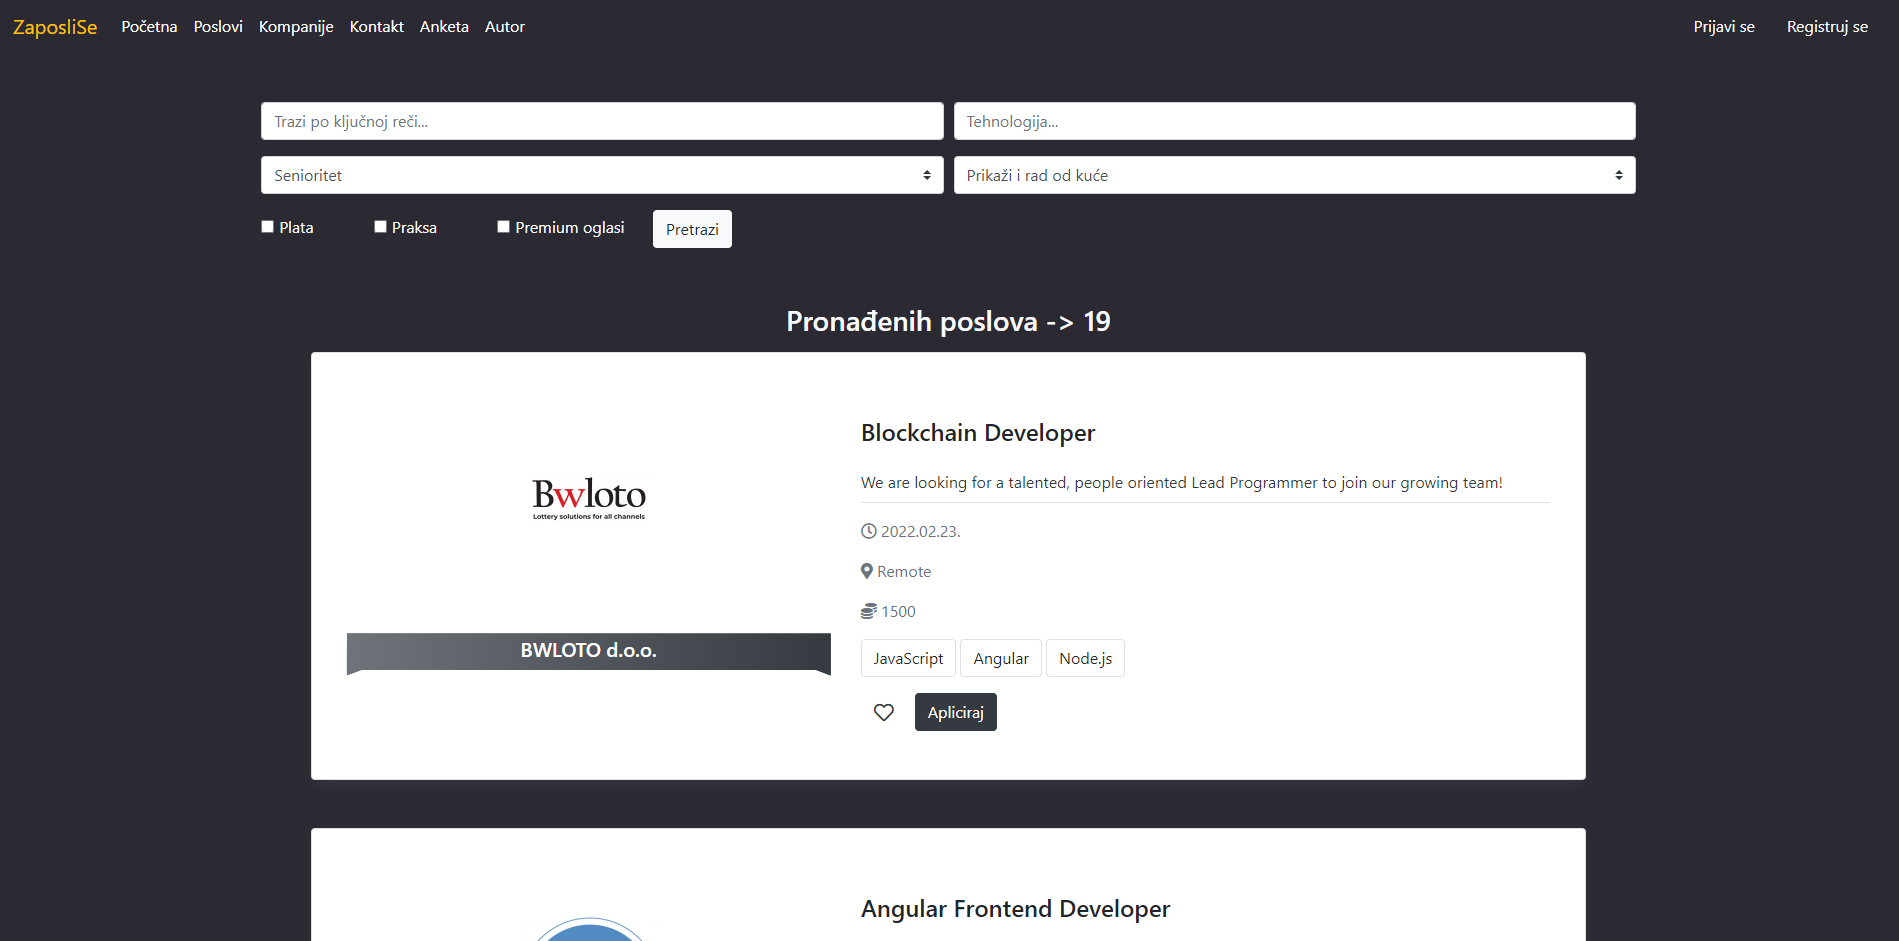 ZaposliSe Početna Poslovi Kompanije Kontakt Anketa Autor Prijavi se Registruj se
Trazi po ključnoj reči... Tehnologija...
Senioritet Prikaži i rad od kuće
Plata Praksa Premium oglasi Pretrazi
Pronađenih poslova -> 19
Bwloto
Lottery solutions for all channels
BWLOTO d.o.o.
Blockchain Developer
We are looking for a talented, people oriented Lead Programmer to join our growing team!
2022.02.23.
Remote
1500
JavaScript Angular Node.js
Apliciraj
Angular Frontend Developer